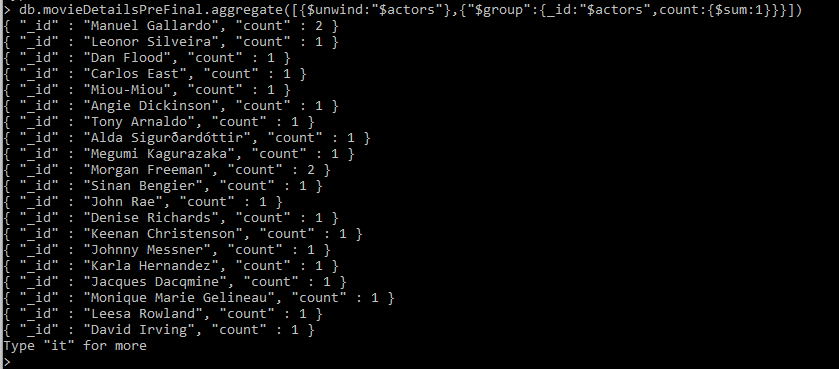 > db.movieDetailsPreFinal.aggregate([{$unwind:"$actors"},{"$group":{_id:"$actors",count:{$sum:1}}}])
{ "_id" : "Manuel Gallardo", "count" : 2 }
{ "_id" : "Leonor Silveira", "count" : 1 }
{ "_id" : "Dan Flood", "count" : 1 }
{ "_id" : "Carlos East", "count" : 1 }
{ "_id" : "Miou-Miou", "count" : 1 }
{ "_id" : "Angie Dickinson", "count" : 1 }
{ "_id" : "Tony Arnaldo", "count" : 1 }
{ "_id" : "Alda Sigurðardóttir", "count" : 1 }
{ "_id" : "Megumi Kagurazaka", "count" : 1 }
{ "_id" : "Morgan Freeman", "count" : 2 }
{ "_id" : "Sinan Bengier", "count" : 1 }
{ "_id" : "John Rae", "count" : 1 }
{ "_id" : "Denise Richards", "count" : 1 }
{ "_id" : "Keenan Christenson", "count" : 1 }
{ "_id" : "Johnny Messner", "count" : 1 }
{ "_id" : "Karla Hernandez", "count" : 1 }
{ "_id" : "Jacques Dacqmine", "count" : 1 }
{ "_id" : "Monique Marie Gelineau", "count" : 1 }
{ "_id" : "Leesa Rowland", "count" : 1 }
{ "_id" : "David Irving", "count" : 1 }
Type "it" for more
>